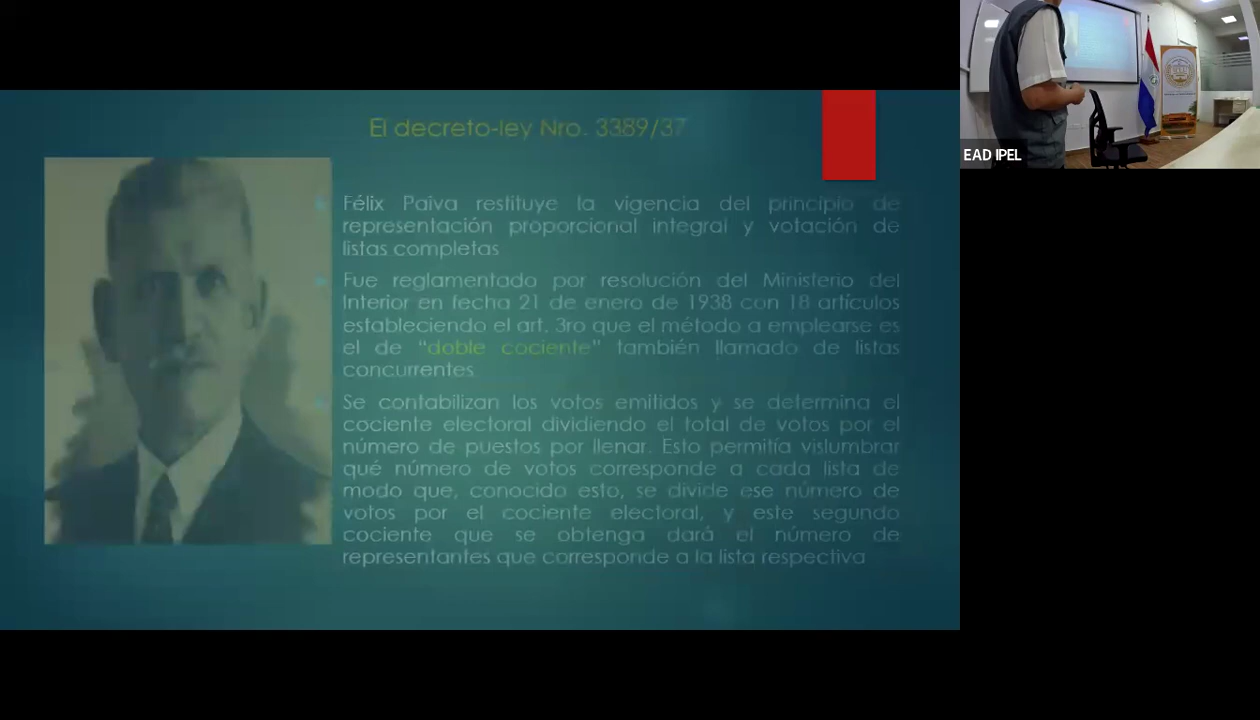 El decreto-ley Nro. 3389/37
Félix Paiva restituye la vigencia del principio de
representación proporcional integral y votación de
listas completas
Fue reglamentado por resolución del Ministerio del
Interior en fecha 21 de enero de 1938 con 18 artículos
estableciendo el art. 3ro que el método a emplearse es
el de “doble cociente” también llamado de listas
concurrentes
Se contabilizan los votos emitidos y se determina el
cociente electoral dividiendo el total de votos por el
número de puestos por llenar. Esto permitía vislumbrar
qué número de votos corresponde a cada lista de
modo que, conocido esto, se divide ese número de
votos por el cociente electoral, y este segundo
cociente que se obtenga dará el número de
representantes que corresponde a la lista respectiva
EAD IPEL